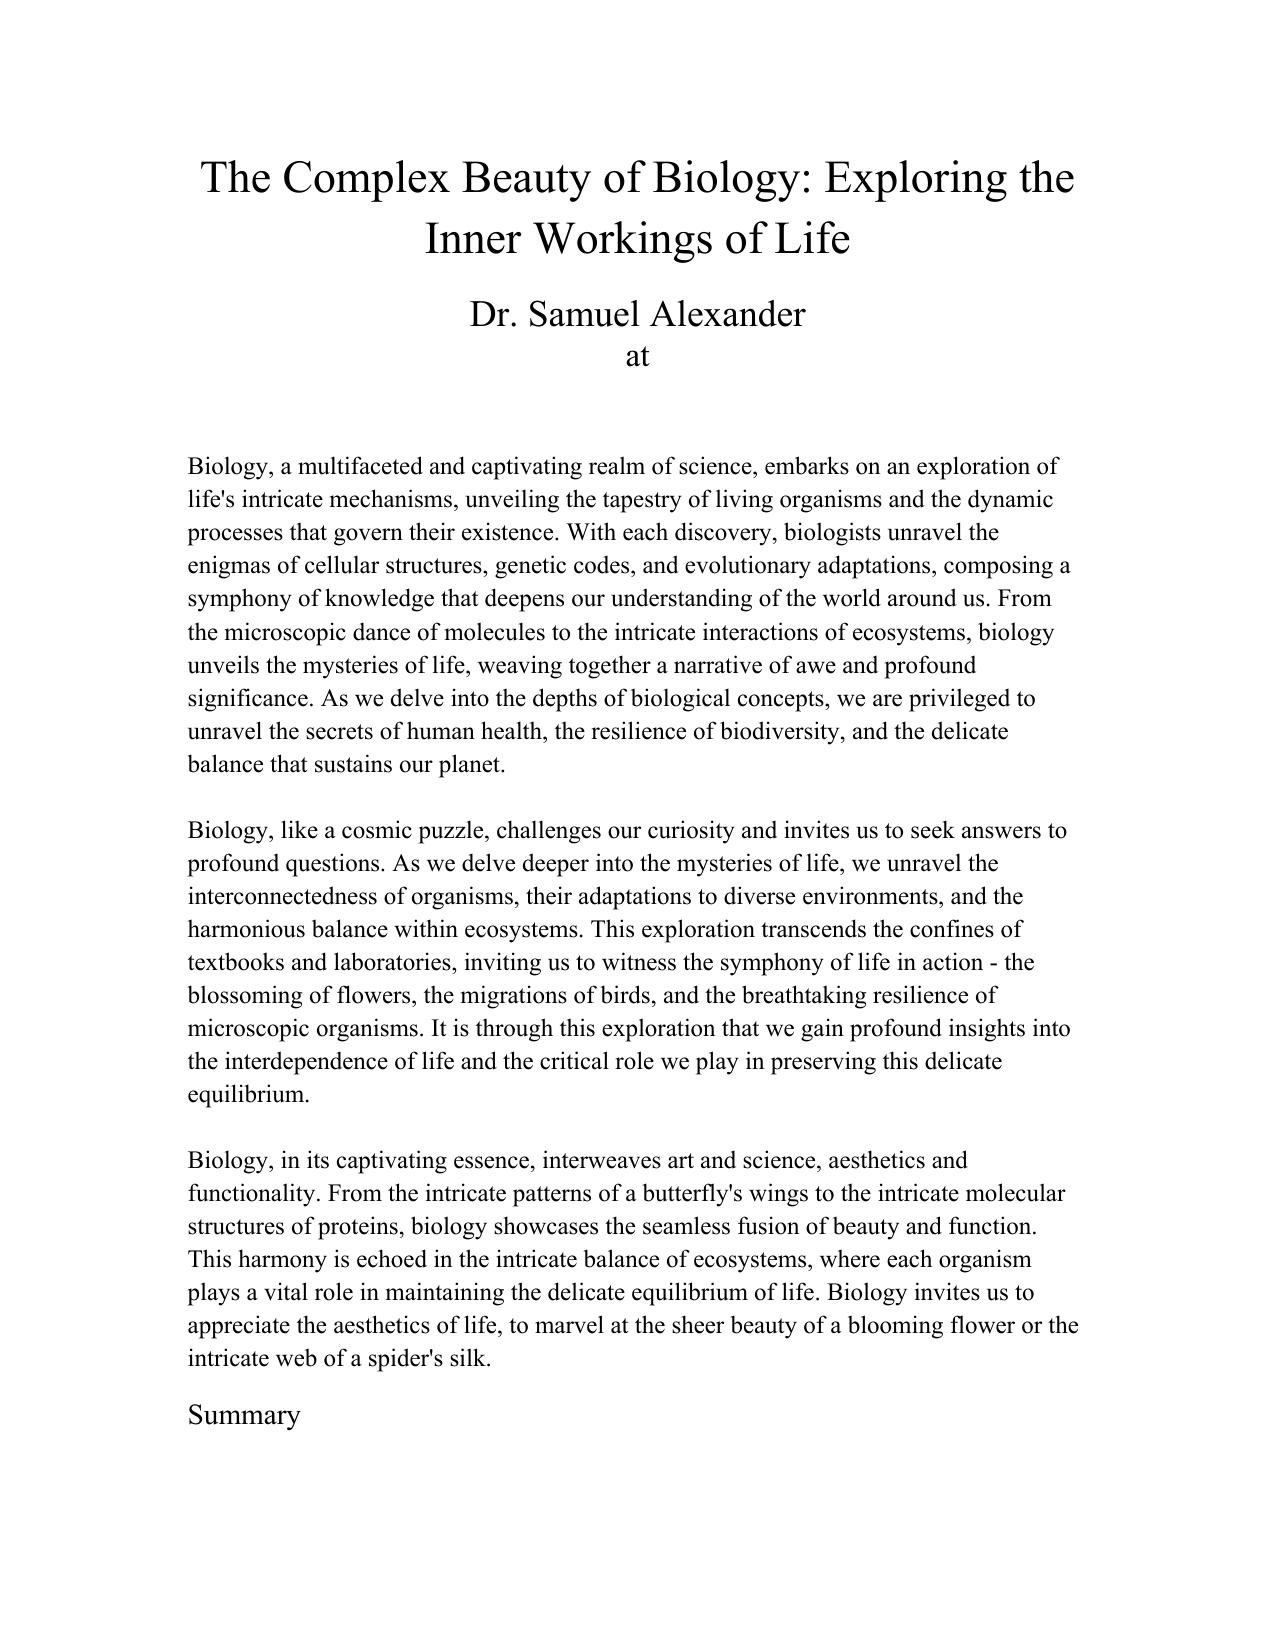 The Complex Beauty of Biology: Exploring the
Inner Workings of Life
Dr. Samuel Alexander
at
Biology, a multifaceted and captivating realm of science, embarks on an exploration of
life's intricate mechanisms, unveiling the tapestry of living organisms and the dynamic
processes that govern their existence. With each discovery, biologists unravel the
enigmas of cellular structures, genetic codes, and evolutionary adaptations, composing a
symphony of knowledge that deepens our understanding of the world around us. From
the microscopic dance of molecules to the intricate interactions of ecosystems, biology
unveils the mysteries of life, weaving together a narrative of awe and profound
significance. As we delve into the depths of biological concepts, we are privileged to
unravel the secrets of human health, the resilience of biodiversity, and the delicate
balance that sustains our planet.
Biology, like a cosmic puzzle, challenges our curiosity and invites us to seek answers to
profound questions. As we delve deeper into the mysteries of life, we unravel the
interconnectedness of organisms, their adaptations to diverse environments, and the
harmonious balance within ecosystems. This exploration transcends the confines of
textbooks and laboratories, inviting us to witness the symphony of life in action - the
blossoming of flowers, the migrations of birds, and the breathtaking resilience of
microscopic organisms. It is through this exploration that we gain profound insights into
the interdependence of life and the critical role we play in preserving this delicate
equilibrium.
Biology, in its captivating essence, interweaves art and science, aesthetics and
functionality. From the intricate patterns of a butterfly's wings to the intricate molecular
structures of proteins, biology showcases the seamless fusion of beauty and function.
This harmony is echoed in the intricate balance of ecosystems, where each organism
plays a vital role in maintaining the delicate equilibrium of life. Biology invites us to
appreciate the aesthetics of life, to marvel at the sheer beauty of a blooming flower or the
intricate web of a spider's silk.
Summary